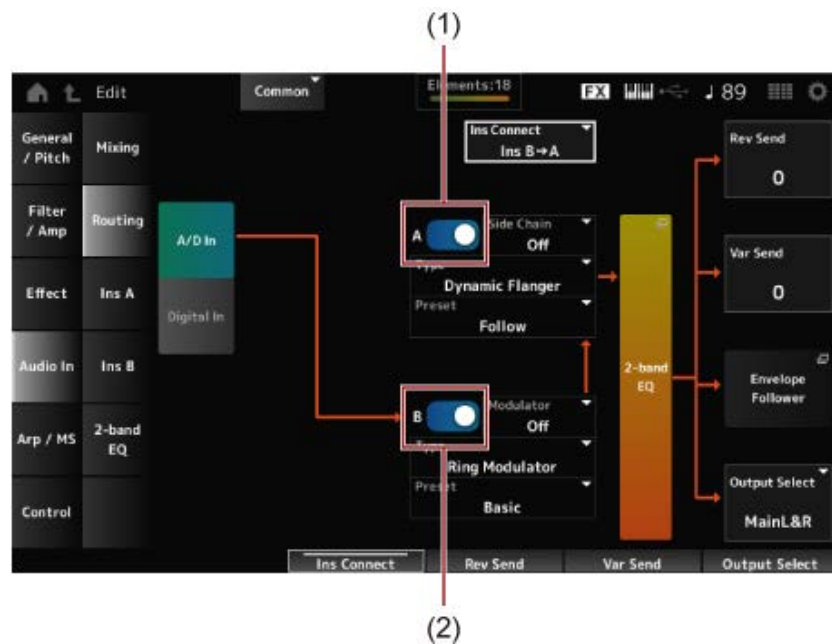 (1)
Edit
Common
Elements:18
FX
89
General
/ Pitch
Mixing
Ins Connect
Ins B→A
Rev Send
0
Filter
/ Amp
Routing
A/D In
Digital In
A
Side Chain
Off
Type
Dynamic Flanger
Preset
Follow
Var Send
0
Effect
Ins A
Audio In
Ins B
2-band
EQ
Envelope
Follower
B
Modulator
Off
Type
Ring Modulator
Preset
Basic
Arp / MS
2-band
EQ
Control
Output Select
MainL&R
Ins Connect
Rev Send
Var Send
Output Select
(2)